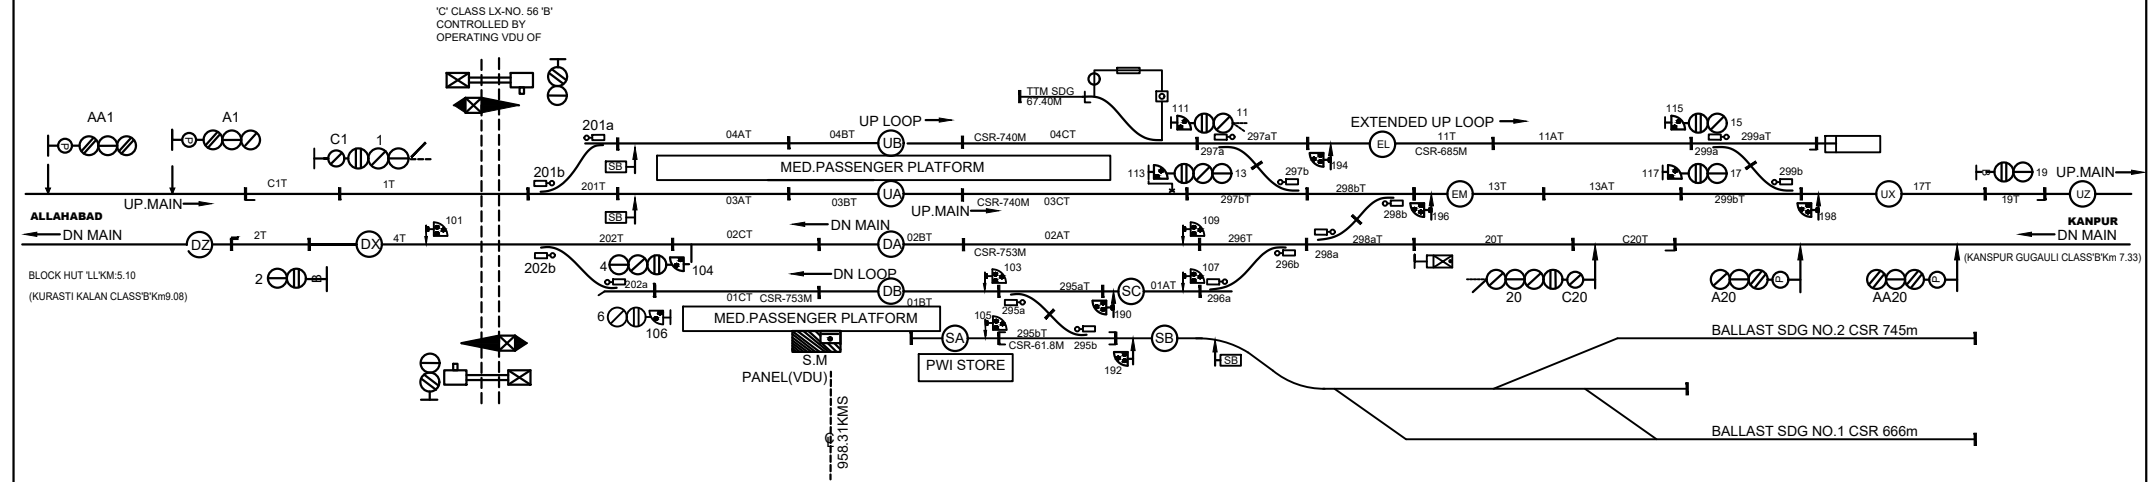 'C' CLASS LX-NO. 56 'B'
CONTROLLED BY
OPERATING VDU OF
AA1
A1
C1 1
P
P
201a
201b
TTM SDG
67.40M
111 11
115 15
UP LOOP
EXTENDED UP LOOP
04AT 04BT UB CSR-740M 04CT 297aT EL 11T 11AT 299aT
CSR-685M
297a
194
299a
SB
MED.PASSENGER PLATFORM
113 13
297b
117 17
299b
19
UP.MAIN
C1T 1T 201T UA CSR-740M 298bT EM 13T 13AT UX 17T UZ
UP.MAIN
03AT 03BT UP.MAIN 03CT 297bT 299bT 19T
SB
298b
196
198
ALLAHABAD
DN MAIN
101
DN MAIN
109
KANPUR
DN MAIN
DZ 2T DX 4T 202T 02CT DA 02BT 02AT 296T 298aT 20T C20T
CSR-753M
202b
298a
296b
BLOCK HUT 'LL'KM:5.10
(KURASTI KALAN CLASS'B'Km9.08)
(KANSPUR GUGAULI CLASS'B'Km 7.33)
2
B
4
104
DN LOOP
103
107
202a
01CT CSR-753M DB 01BT 295aT SC 01AT
296a
295a
190
20 C20
A20 P
AA20 P
6
106
MED.PASSENGER PLATFORM
105
SA 295bT SB
CSR-61.8M 295b
192
SB
S.M
PANEL(VDU)
PWI STORE
958.31KMS
BALLAST SDG NO.2 CSR 745m
BALLAST SDG NO.1 CSR 666m